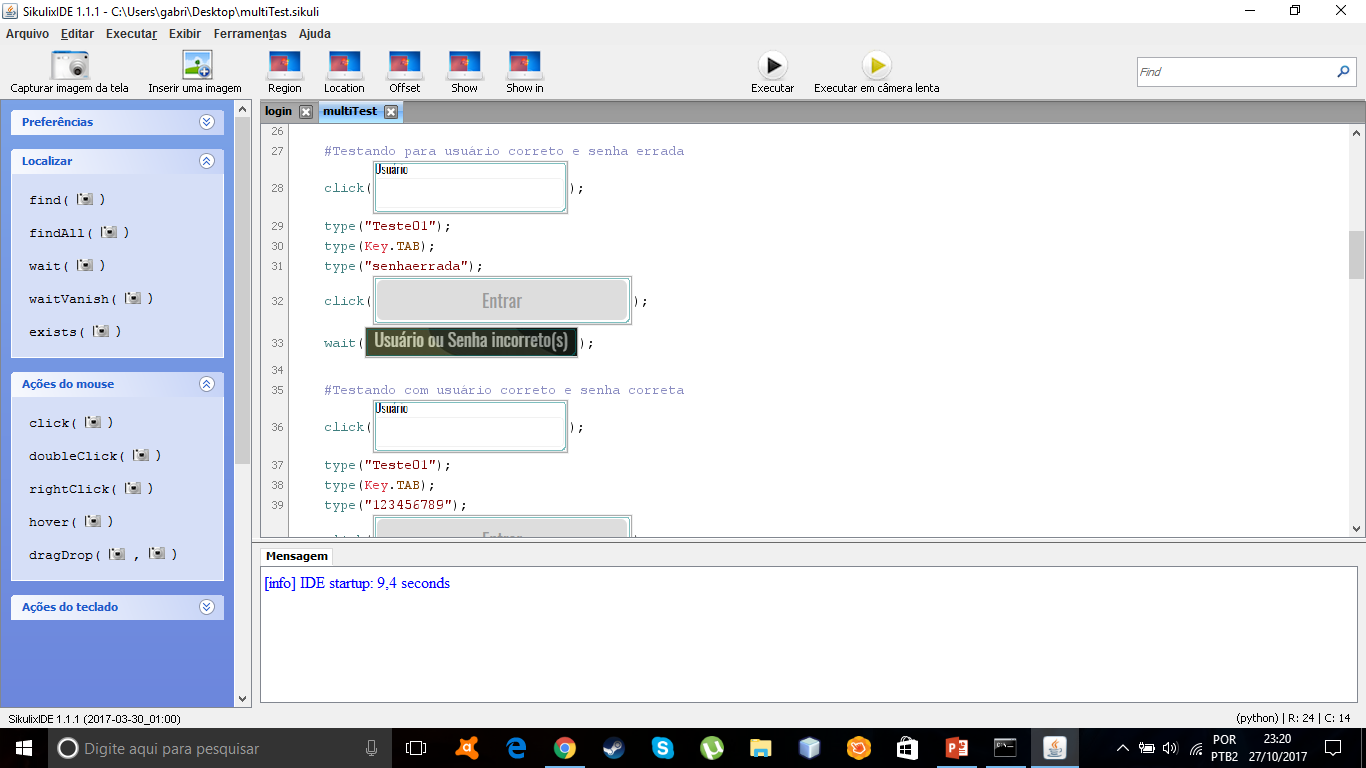 SikulixIDE 1.1.1 - C:\Users\gabri\Desktop\multiTest.sikuli
Arquivo Editar Executar Exibir Ferramentas Ajuda
Capturar imagem da tela Inserir uma imagem Region Location Offset Show Show in Executar Executar em câmera lenta Find
Preferências
Localizar
find( )
findAll( )
wait( )
waitVanish( )
exists( )
Ações do mouse
click( )
doubleClick( )
rightClick( )
hover( )
dragDrop( , )
Ações do teclado
login multiTest
26
27 #Testando para usuário correto e senha errada
28 click( Usuário );
29 type("Teste01");
30 type(Key.TAB);
31 type("senhaerrada");
32 click( Entrar );
33 wait( Usuário ou Senha incorreto(s) );
34
35 #Testando com usuário correto e senha correta
36 click( Usuário );
37 type("Teste01");
38 type(Key.TAB);
39 type("123456789");
Mensagem
[info] IDE startup: 9,4 seconds
SikulixIDE 1.1.1 (2017-03-30_01:00) (python) | R: 24 | C: 14
Digite aqui para pesquisar
POR
PTB2
23:20
27/10/2017